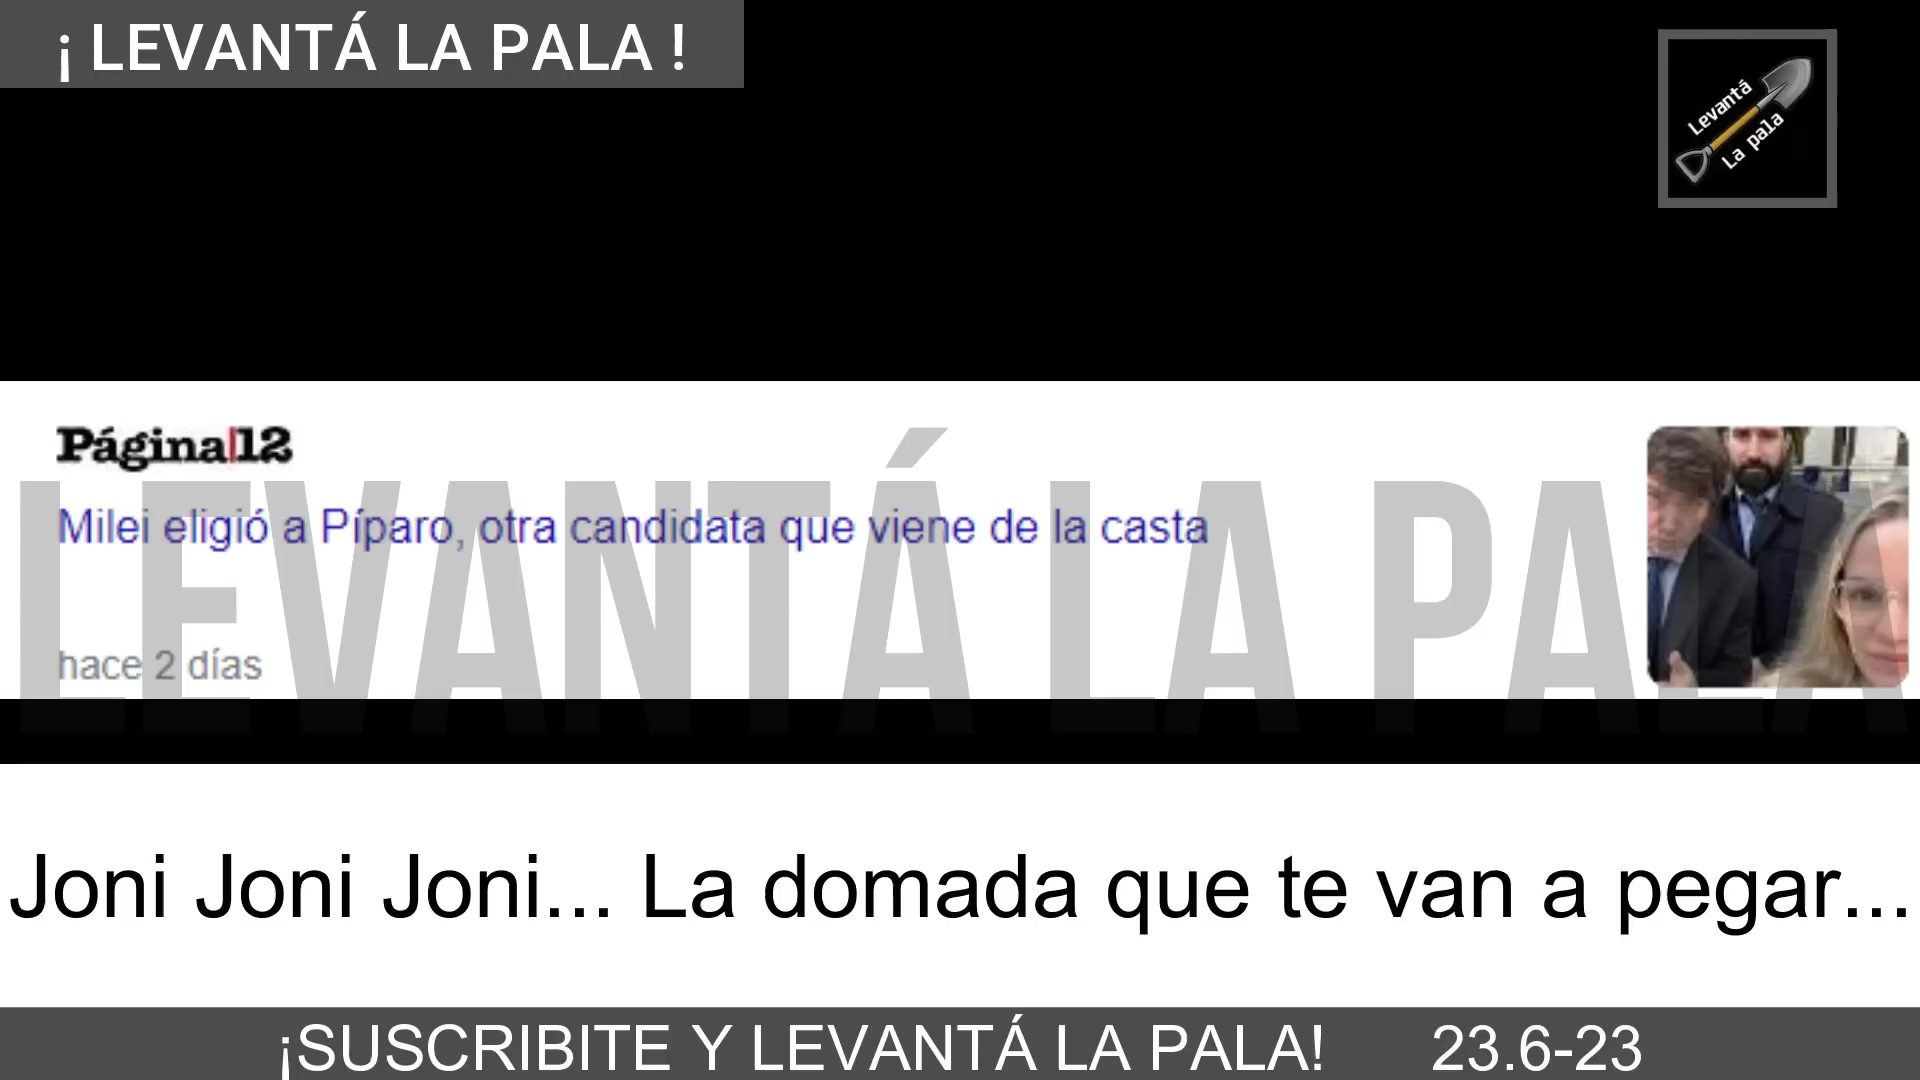 ¡ LEVANTÁ LA PALA !
Levantá
La pala
Página|12
Milei eligió a Píparo, otra candidata que viene de la casta
LEVANTÁ LA PALA
hace 2 días
Joni Joni Joni... La domada que te van a pegar...
¡SUSCRIBITE Y LEVANTÁ LA PALA! 23.6-23